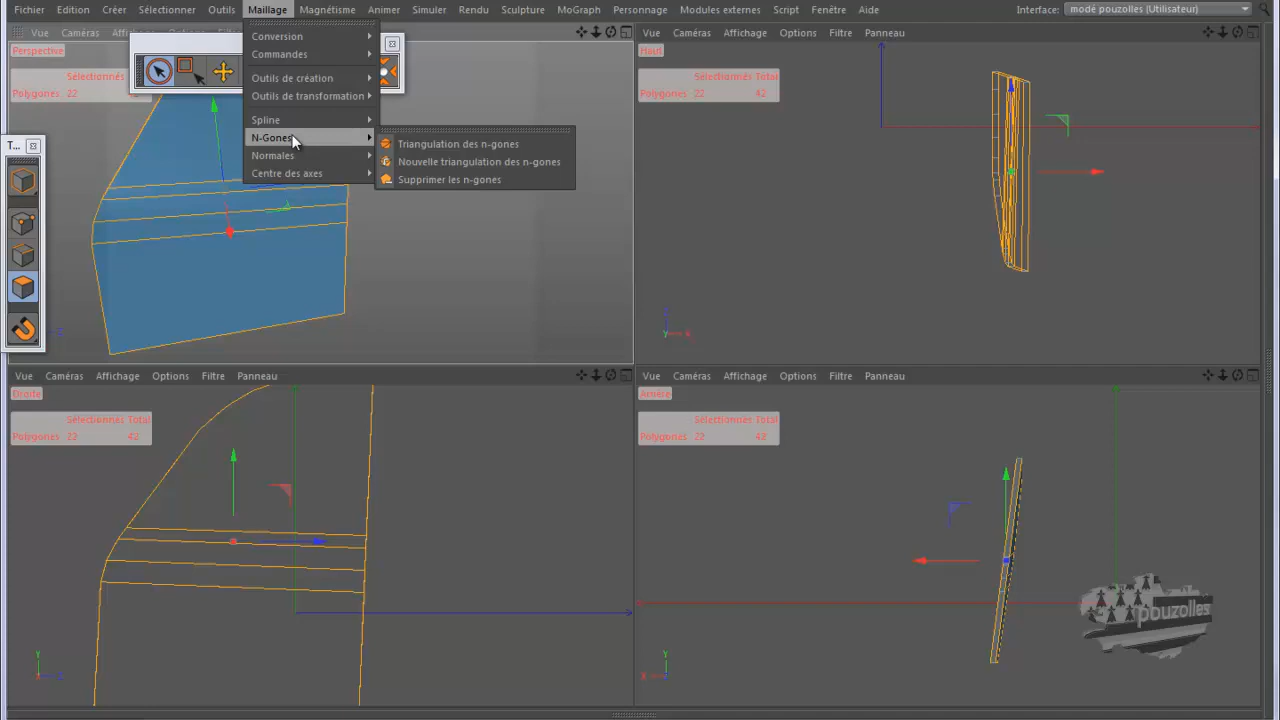 Fichier Edition Créer Sélectionner Outils Maillage Magnétisme Animer Simuler Rendu Sculpture MoGraph Personnage Modules externes Script Fenêtre Aide Interface: modé pouzolles (Utilisateur)
Vue Caméras Options Filtre
Vue Caméras Affichage Options Filtre Panneau
Perspective
Sélectionnés
Polygones 22
Haut
Sélectionnés Total
Polygones 22 42
Conversion
Commandes
Outils de création
Outils de transformation
Spline
N-Gones
Normales
Centre des axes
Triangulation des n-gones
Nouvelle triangulation des n-gones
Supprimer les n-gones
T...
Y
X
Vue Caméras Affichage Options Filtre Panneau
Droite
Sélectionnés Total
Polygones 22 42
Y
X
Vue Caméras Affichage Options Filtre Panneau
Arrière
Sélectionnés Total
Polygones 22 42
Y
X
pouzolles